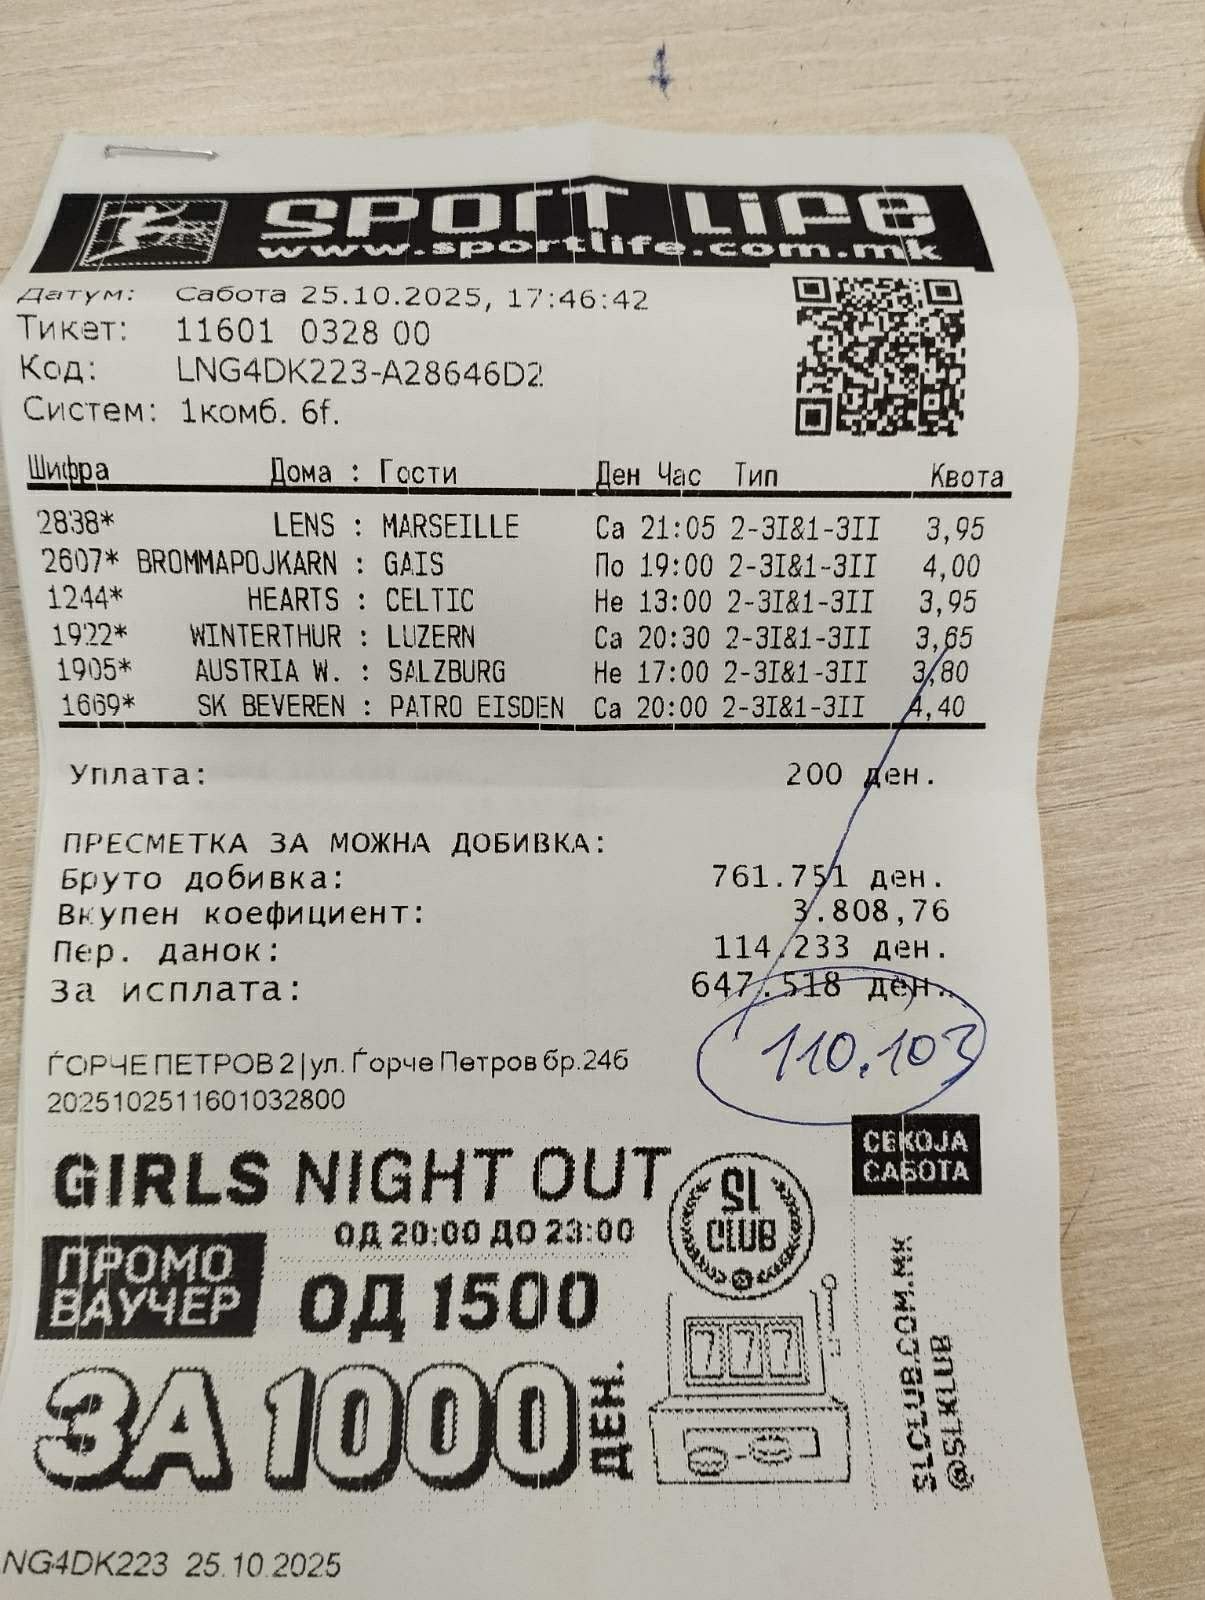 SPORT LIFE
www.sportlife.com.mk
Датум: Сабота 25.10.2025, 17:46:42
Тикет: 11601 0328 00
Код: LNG4DK223-A28646D2
Систем: 1комб. 6f.
Шифра Дома : Гости Ден Час Тип Квота
2838* LENS : MARSEILLE Са 21:05 2-3I&1-3II 3,95
2607* BROMMAPOJKARN : GAIS По 19:00 2-3I&1-3II 4,00
1244* HEARTS : CELTIC Не 13:00 2-3I&1-3II 3,95
1922* WINTERTHUR : LUZERN Са 20:30 2-3I&1-3II 3,65
1905* AUSTRIA W. : SALZBURG Не 17:00 2-3I&1-3II 3,80
1669* SK BEVEREN : PATRO EISDEN Са 20:00 2-3I&1-3II 4,40
Уплата: 200 ден.
ПРЕСМЕТКА ЗА МОЖНА ДОБИВКА:
Бруто добивка: 761.751 ден.
Вкупен коефициент: 3.808,76
Пер. данок: 114.233 ден.
За исплата: 647.518 ден.
110.103
ЃОРЧЕ ПЕТРОВ 2|ул. Ѓорче Петров бр.24б
2025102511601032800
СЕКОЈА
САБОТА
GIRLS NIGHT OUT
ОД 20:00 ДО 23:00
SL
CLUB
ПРОМО
ВАУЧЕР
ОД 1500
777
ЗА 1000 ДЕН.
SLCLUB.COM.MK
@SLKLUB
NG4DK223 25.10.2025